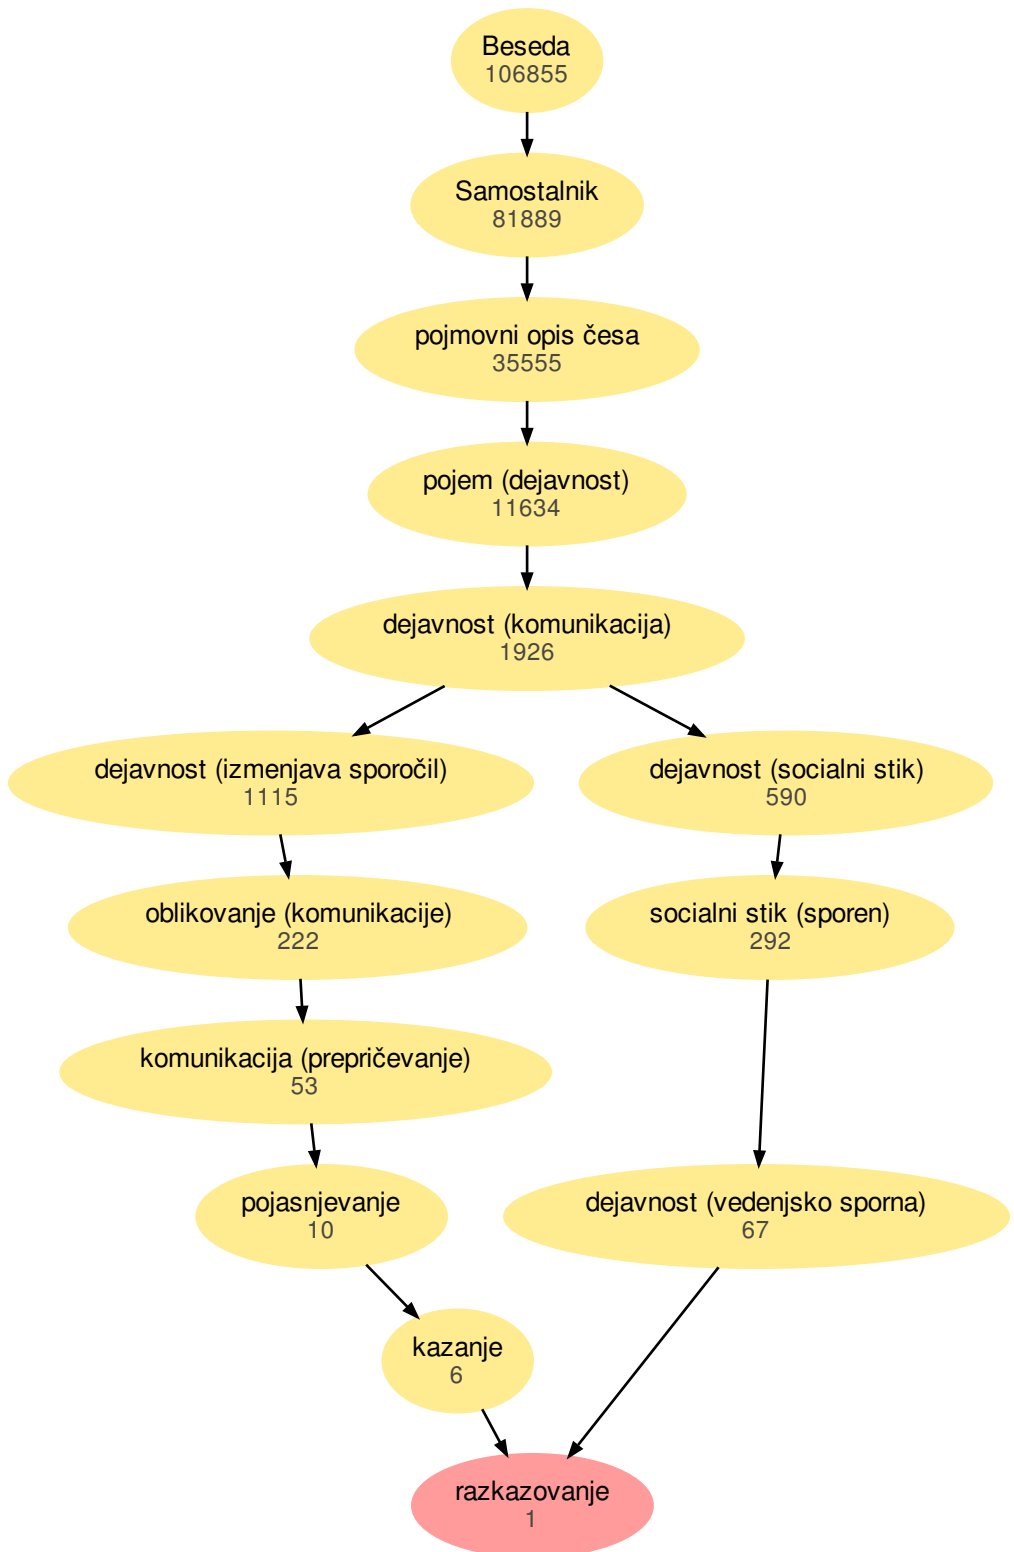 Beseda
106855
Samostalnik
81889
pojmovni opis česa
35555
pojem (dejavnost)
11634
dejavnost (komunikacija)
1926
dejavnost (izmenjava sporočil)
1115
dejavnost (socialni stik)
590
oblikovanje (komunikacije)
222
socialni stik (sporen)
292
komunikacija (prepričevanje)
53
pojasnjevanje
10
dejavnost (vedenjsko sporna)
67
kazanje
6
razkazovanje
1